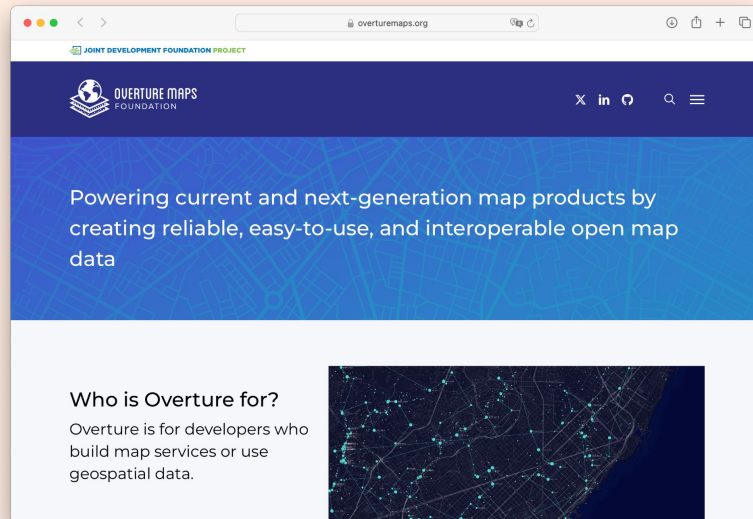 overturemaps.org
JOINT DEVELOPMENT FOUNDATION PROJECT
OVERTURE MAPS
FOUNDATION
X in
Powering current and next-generation map products by
creating reliable, easy-to-use, and interoperable open map
data
Who is Overture for?
Overture is for developers who
build map services or use
geospatial data.